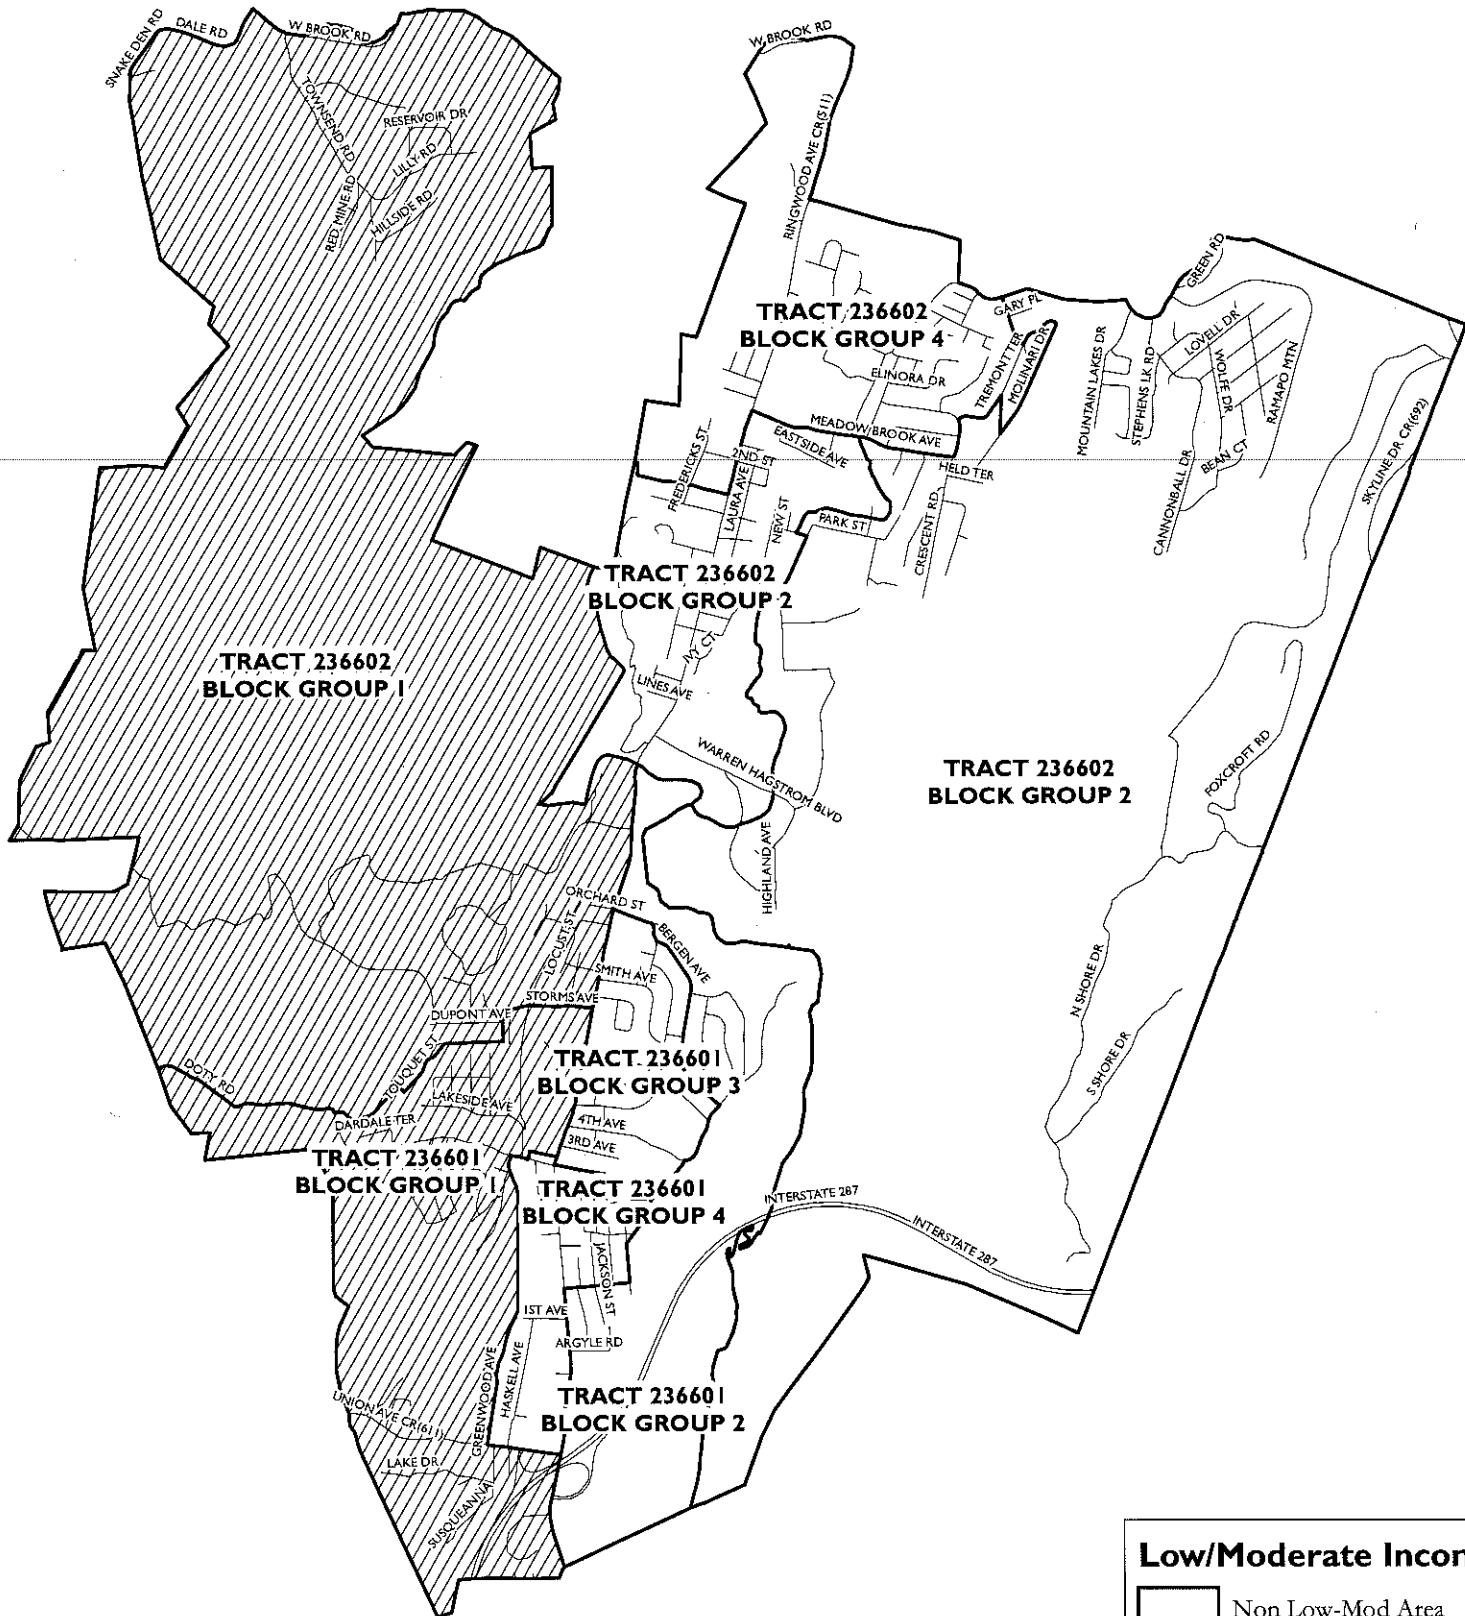 SNAKE DEN RD
DALE RD
W BROOK RD
W BROOK RD
TOWNSEND RD
RESERVOIR DR
LILLY RD
RED MINE RD
HILLSIDE RD
RINGWOOD AVE CR(511)
GREEN RD
TRACT 236602
BLOCK GROUP 4
GARY PL
TREMONT TER
MOLINARI DR
ELINORA DR
MOUNTAIN LAKES DR
STEPHENS LK RD
LOVELL DR
WOLFE DR
RAMAPO MTN
MEADOW BROOK AVE
EASTSIDE AVE
FREDERICKS ST
2ND ST
LAURA AVE
HELD TER
BEAN CT
CANNONBALL DR
SKYLINE DR CR(692)
NEW ST
PARK ST
CRESCENT RD
TRACT 236602
BLOCK GROUP 2
IVY CT
LINES AVE
TRACT 236602
BLOCK GROUP 1
WARREN HAGSTROM BLVD
TRACT 236602
BLOCK GROUP 2
FOXCROFT RD
HIGHLAND AVE
ORCHARD ST
LOCUST ST
BERGEN AVE
SMITH AVE
STORMS AVE
DUPONT AVE
N SHORE DR
S SHORE DR
TOUQUET ST
DOTY RD
TRACT 236601
BLOCK GROUP 3
LAKESIDE AVE
DARDALE TER
4TH AVE
3RD AVE
TRACT 236601
BLOCK GROUP 1
TRACT 236601
BLOCK GROUP 4
INTERSTATE 287
INTERSTATE 287
JACKSON ST
1ST AVE
ARGYLE RD
GREENWOOD AVE
HASKELL AVE
TRACT 236601
BLOCK GROUP 2
UNION AVE CR(611)
LAKE DR
SUSQUEANNA
Low/Moderate Incon
Non Low-Mod Area